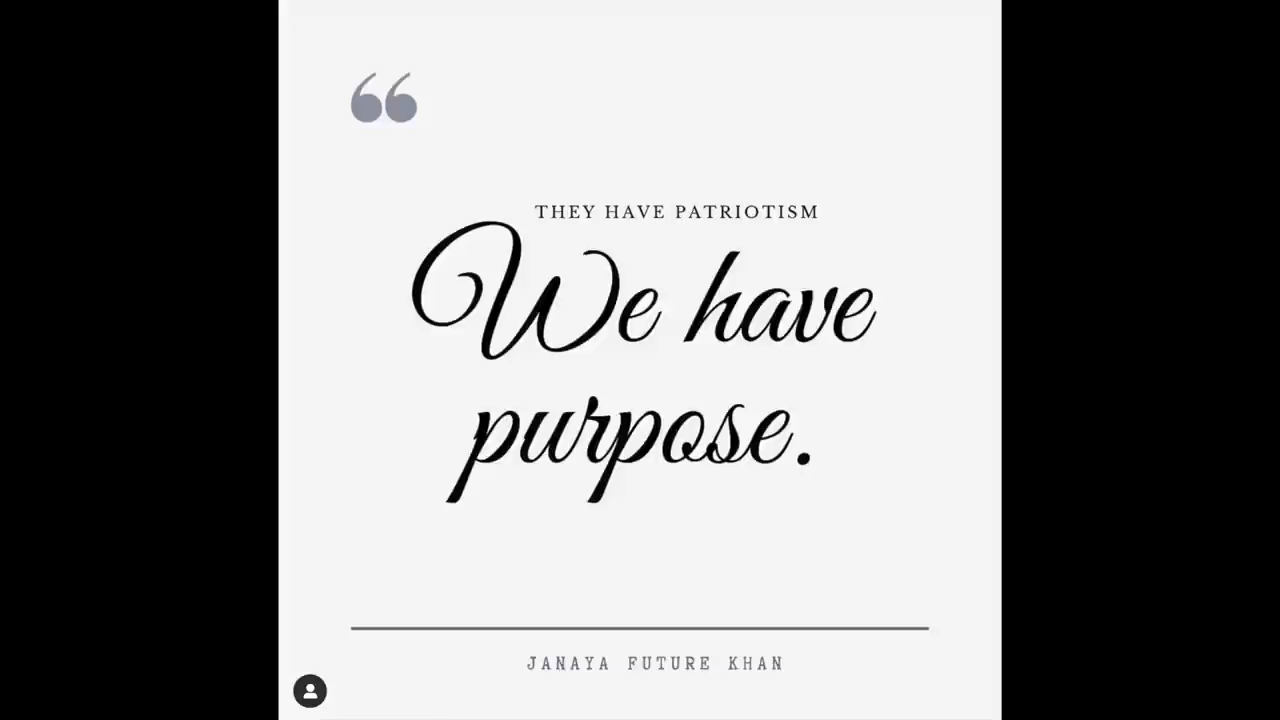 ❝
THEY HAVE PATRIOTISM
We have
purpose.
JANAYA FUTURE KHAN